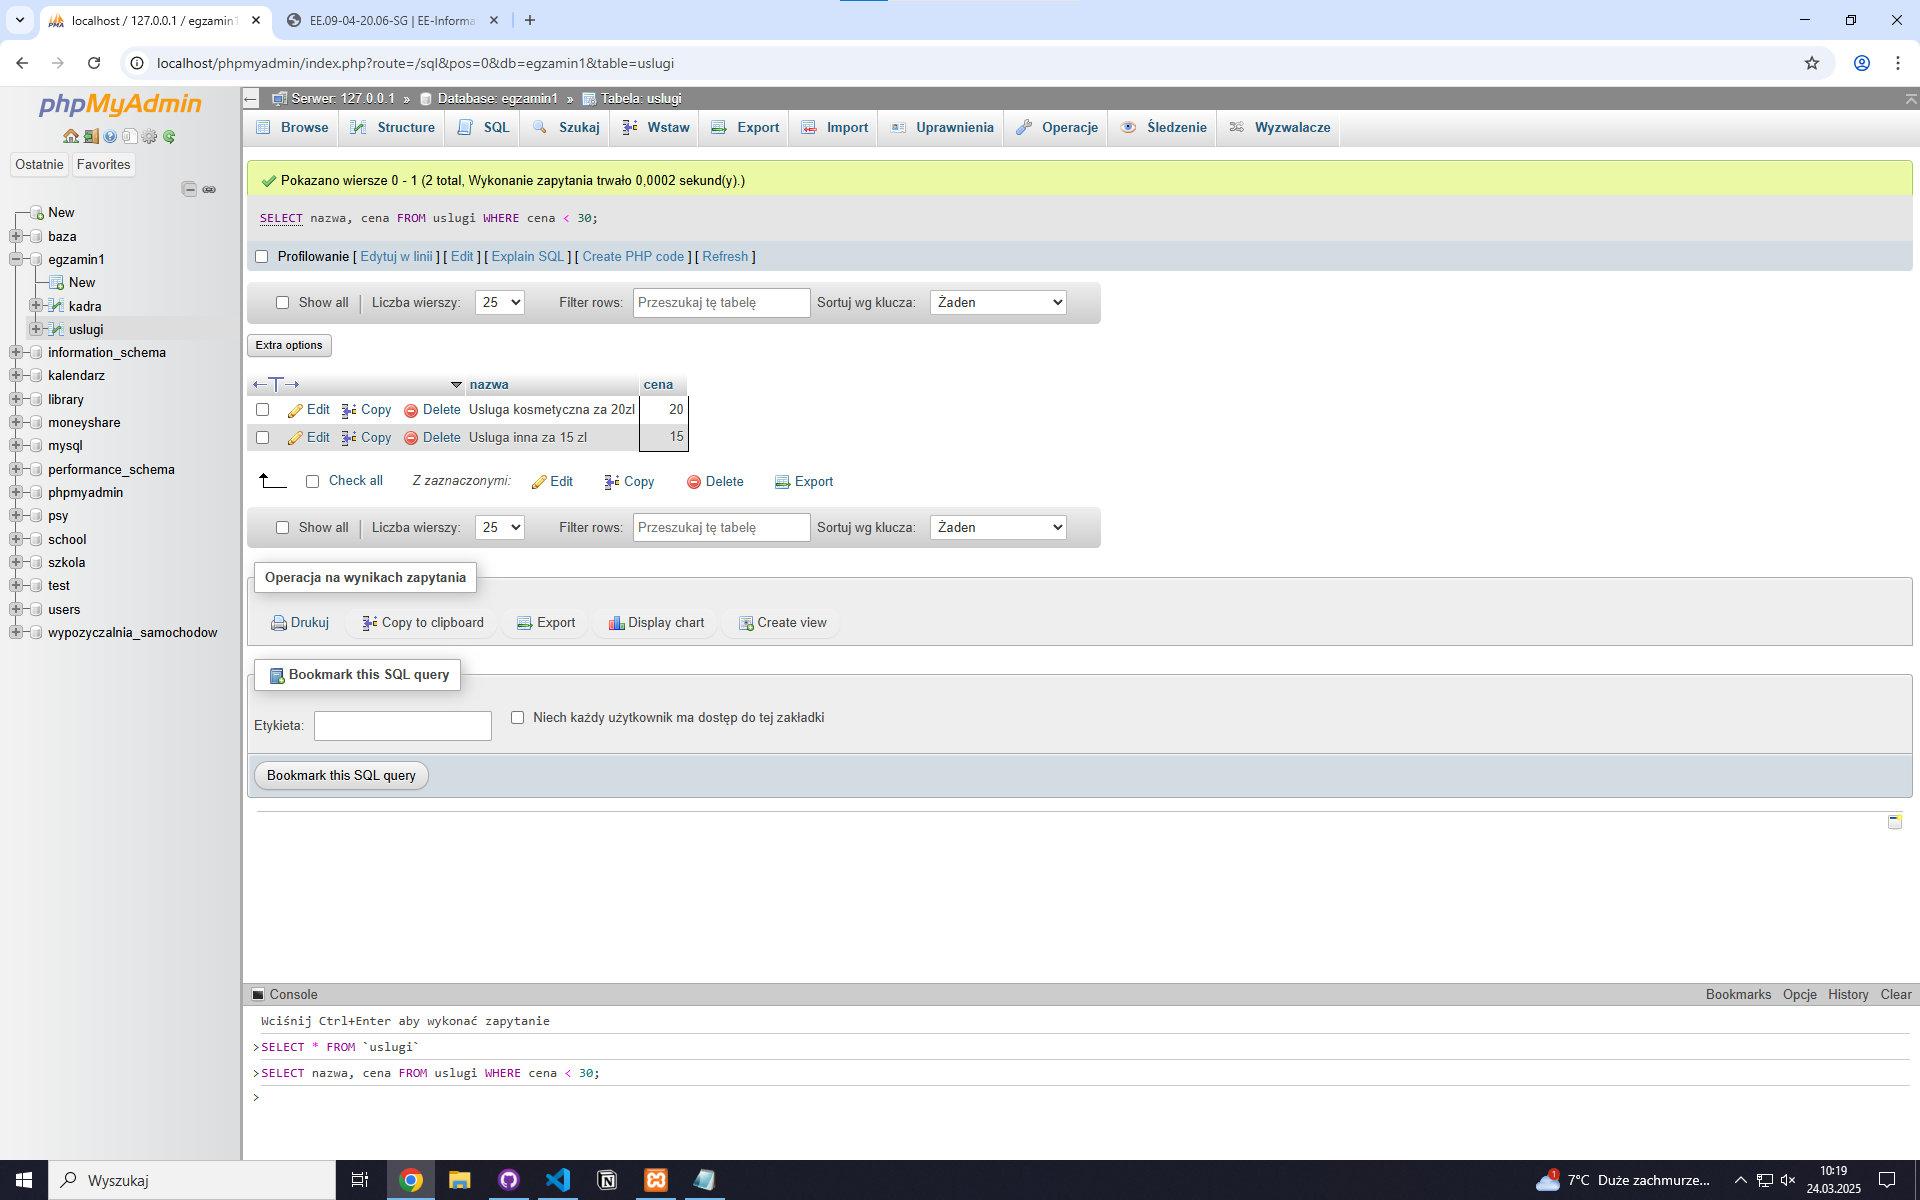 localhost / 127.0.0.1 / egzamin1
EE.09-04-20.06-SG | EE-Informa
localhost/phpmyadmin/index.php?route=/sql&pos=0&db=egzamin1&table=uslugi
phpMyAdmin
Ostatnie Favorites
New
baza
egzamin1
New
kadra
uslugi
information_schema
kalendarz
library
moneyshare
mysql
performance_schema
phpmyadmin
psy
school
szkola
test
users
wypozyczalnia_samochodow
Serwer: 127.0.0.1 » Database: egzamin1 » Tabela: uslugi
Browse Structure SQL Szukaj Wstaw Export Import Uprawnienia Operacje Śledzenie Wyzwalacze
Pokazano wiersze 0 - 1 (2 total, Wykonanie zapytania trwało 0,0002 sekund(y).)
SELECT nazwa, cena FROM uslugi WHERE cena < 30;
Profilowanie [ Edytuj w linii ] [ Edit ] [ Explain SQL ] [ Create PHP code ] [ Refresh ]
Show all | Liczba wierszy: 25 Filter rows: Przeszukaj tę tabelę Sortuj wg klucza: Żaden
Extra options
←T→ nazwa cena
Edit Copy Delete Usluga kosmetyczna za 20zl 20
Edit Copy Delete Usluga inna za 15 zl 15
Check all Z zaznaczonymi: Edit Copy Delete Export
Show all | Liczba wierszy: 25 Filter rows: Przeszukaj tę tabelę Sortuj wg klucza: Żaden
Operacja na wynikach zapytania
Drukuj Copy to clipboard Export Display chart Create view
Bookmark this SQL query
Etykieta: Niech każdy użytkownik ma dostęp do tej zakładki
Bookmark this SQL query
Console Bookmarks Opcje History Clear
Wciśnij Ctrl+Enter aby wykonać zapytanie
>SELECT * FROM `uslugi`
>SELECT nazwa, cena FROM uslugi WHERE cena < 30;
>
Wyszukaj
1 7°C Duże zachmurze...
10:19
24.03.2025